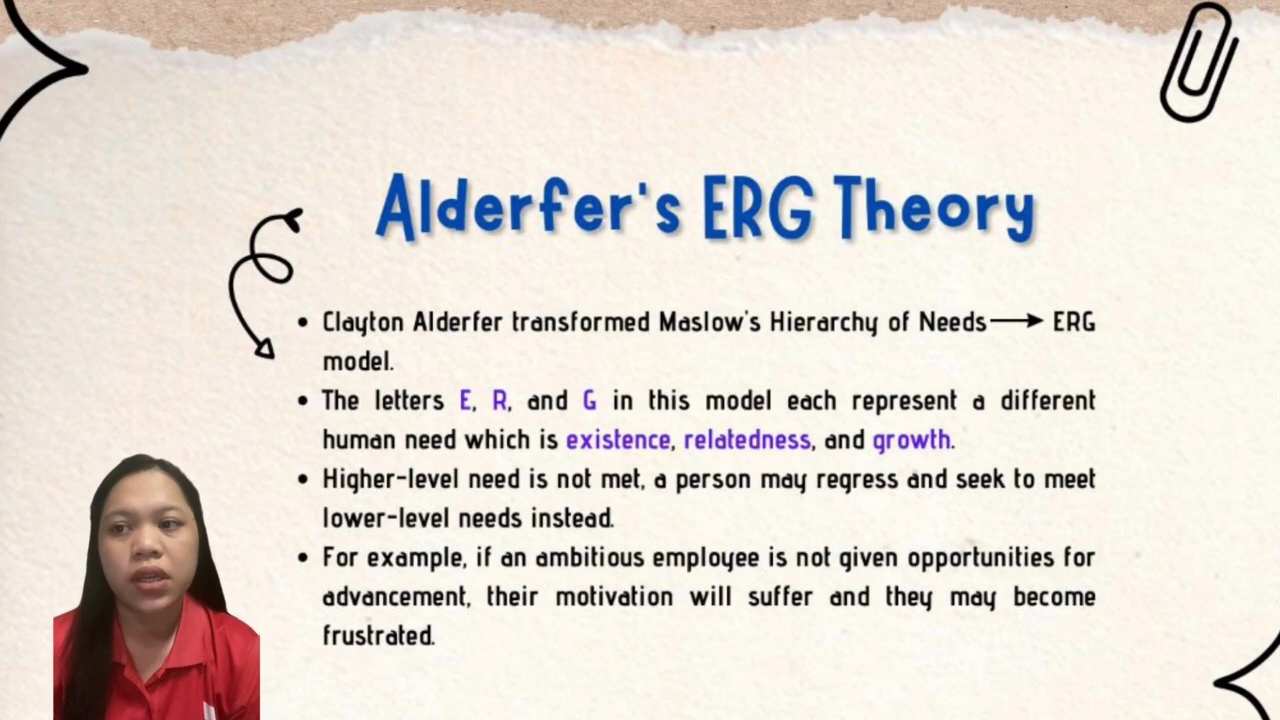 Alderfer's ERG Theory
• Clayton Alderfer transformed Maslow's Hierarchy of Needs⟶ ERG
model.
• The letters E, R, and G in this model each represent a different
human need which is existence, relatedness, and growth.
• Higher-level need is not met, a person may regress and seek to meet
lower-level needs instead.
• For example, if an ambitious employee is not given opportunities for
advancement, their motivation will suffer and they may become
frustrated.